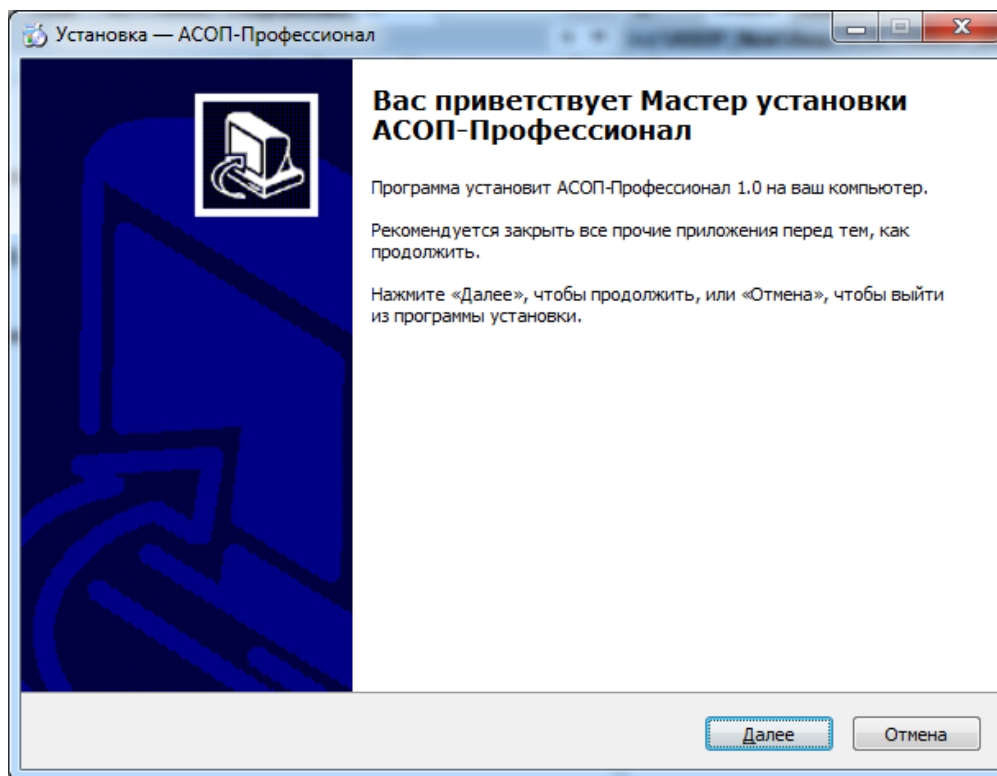 Установка — АСОП-Профессионал
Вас приветствует Мастер установки
АСОП-Профессионал
Программа установит АСОП-Профессионал 1.0 на ваш компьютер.
Рекомендуется закрыть все прочие приложения перед тем, как
продолжить.
Нажмите «Далее», чтобы продолжить, или «Отмена», чтобы выйти
из программы установки.
Далее
Отмена